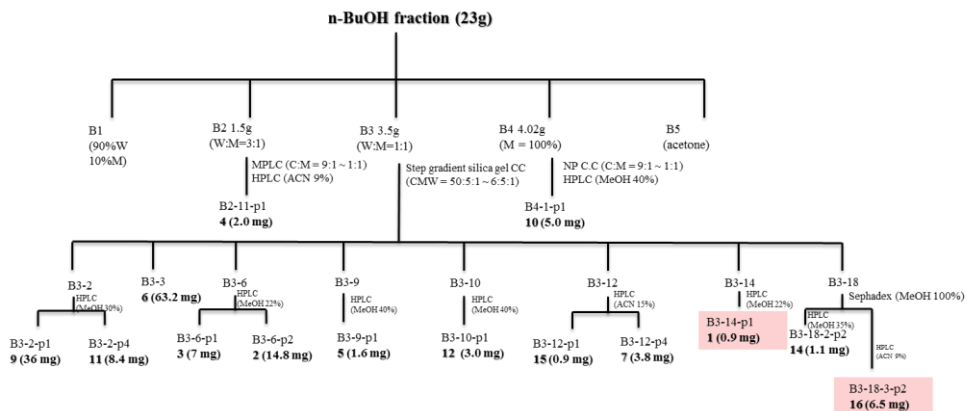 n-BuOH fraction (23g)
B1
(90%W
10%M)
B2 1.5g
(W:M=3:1)
B3 3.5g
(W:M=1:1)
B4 4.02g
(M = 100%)
B5
(acetone)
MPLC (C:M = 9:1 ~ 1:1)
HPLC (ACN 9%)
Step gradient silica gel CC
(CMW = 50:5:1 ~ 6:5:1)
NP C.C (C:M = 9:1 ~ 1:1)
HPLC (MeOH 40%)
B2-11-p1
4 (2.0 mg)
B4-1-p1
10 (5.0 mg)
B3-2
B3-3
6 (63.2 mg)
B3-6
B3-9
B3-10
B3-12
B3-14
B3-18
HPLC
(MeOH 30%)
HPLC
(MeOH 22%)
HPLC
(MeOH 40%)
HPLC
(MeOH 40%)
HPLC
(ACN 15%)
HPLC
(MeOH 22%)
Sephadex (MeOH 100%)
HPLC
(MeOH 35%)
HPLC
(ACN 9%)
B3-2-p1
9 (36 mg)
B3-2-p4
11 (8.4 mg)
B3-6-p1
3 (7 mg)
B3-6-p2
2 (14.8 mg)
B3-9-p1
5 (1.6 mg)
B3-10-p1
12 (3.0 mg)
B3-12-p1
15 (0.9 mg)
B3-12-p4
7 (3.8 mg)
B3-14-p1
1 (0.9 mg)
B3-18-2-p2
14 (1.1 mg)
B3-18-3-p2
16 (6.5 mg)